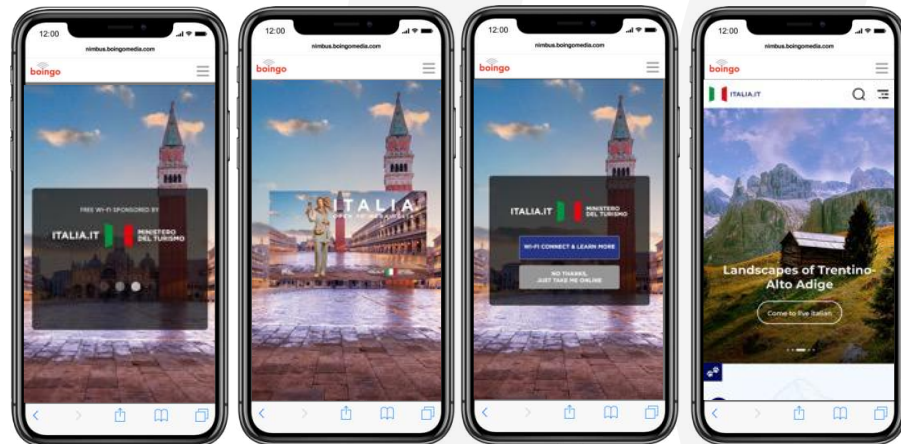 12:00
nimbus.boingomedia.com
boingo
FREE WI-FI SPONSORED BY
ITALIA.IT
MINISTERO
DEL TURISMO
12:00
nimbus.boingomedia.com
boingo
ITALIA
OPEN TO MERAVIGLIA
12:00
nimbus.boingomedia.com
boingo
ITALIA.IT
MINISTERO
DEL TURISMO
WI-FI CONNECT & LEARN MORE
NO THANKS,
JUST TAKE ME ONLINE
12:00
nimbus.boingomedia.com
boingo
ITALIA.IT
Landscapes of Trentino-
Alto Adige
Come to live Italian